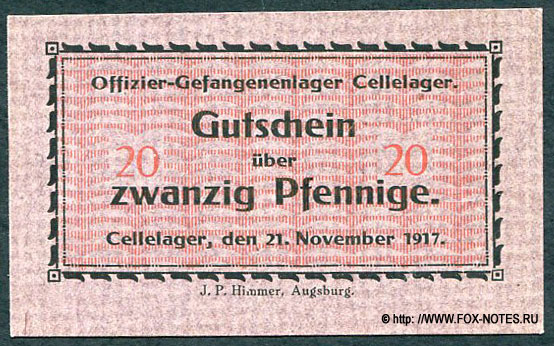 Offizier-Gefangenenlager Cellelager.
Gutschein
20 über 20
zwanzig Pfennige.
Cellelager, den 21. November 1917.
J. P. Himmer, Augsburg.
© http://www.FOX-NOTES.RU